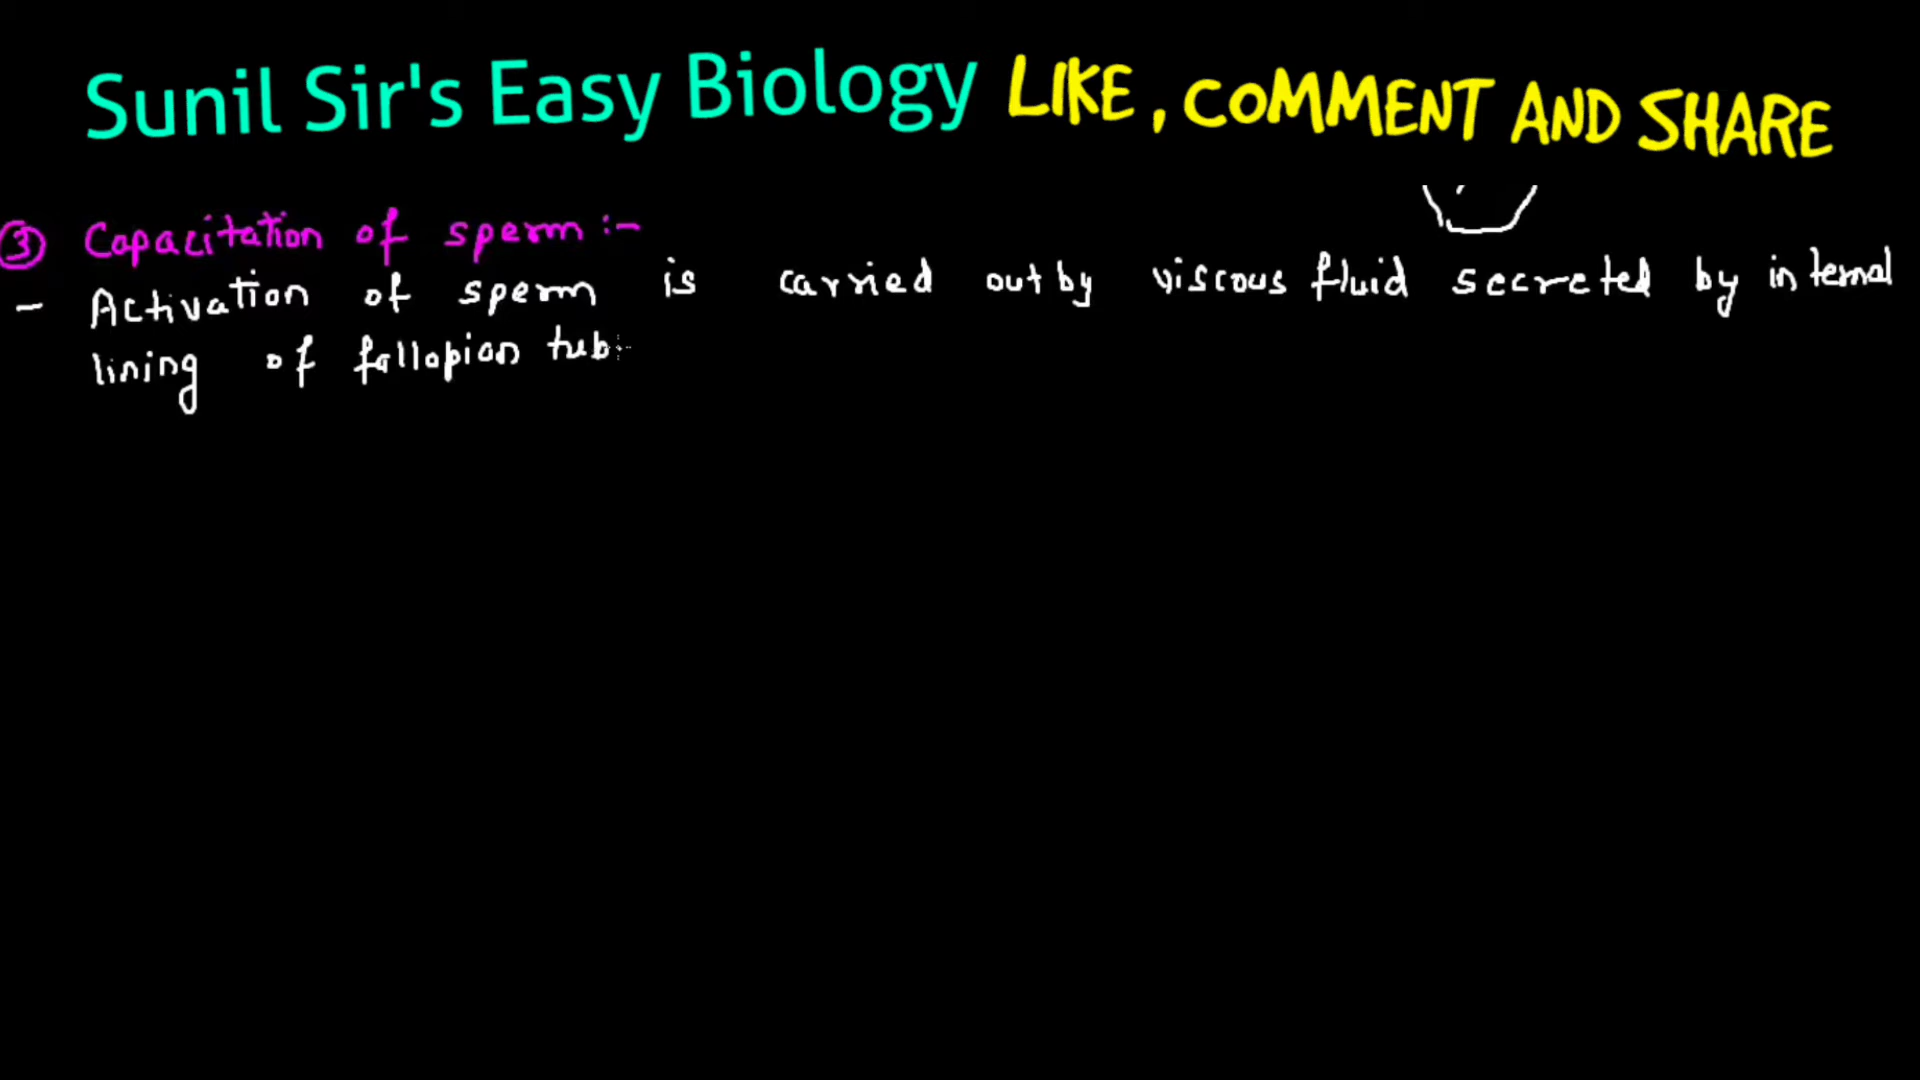 Sunil Sir's Easy Biology LIKE, COMMENT AND SHARE
③ Capacitation of sperm :-
- Activation of sperm is carried out by viscous fluid secreted by internal
lining of fallopian tub